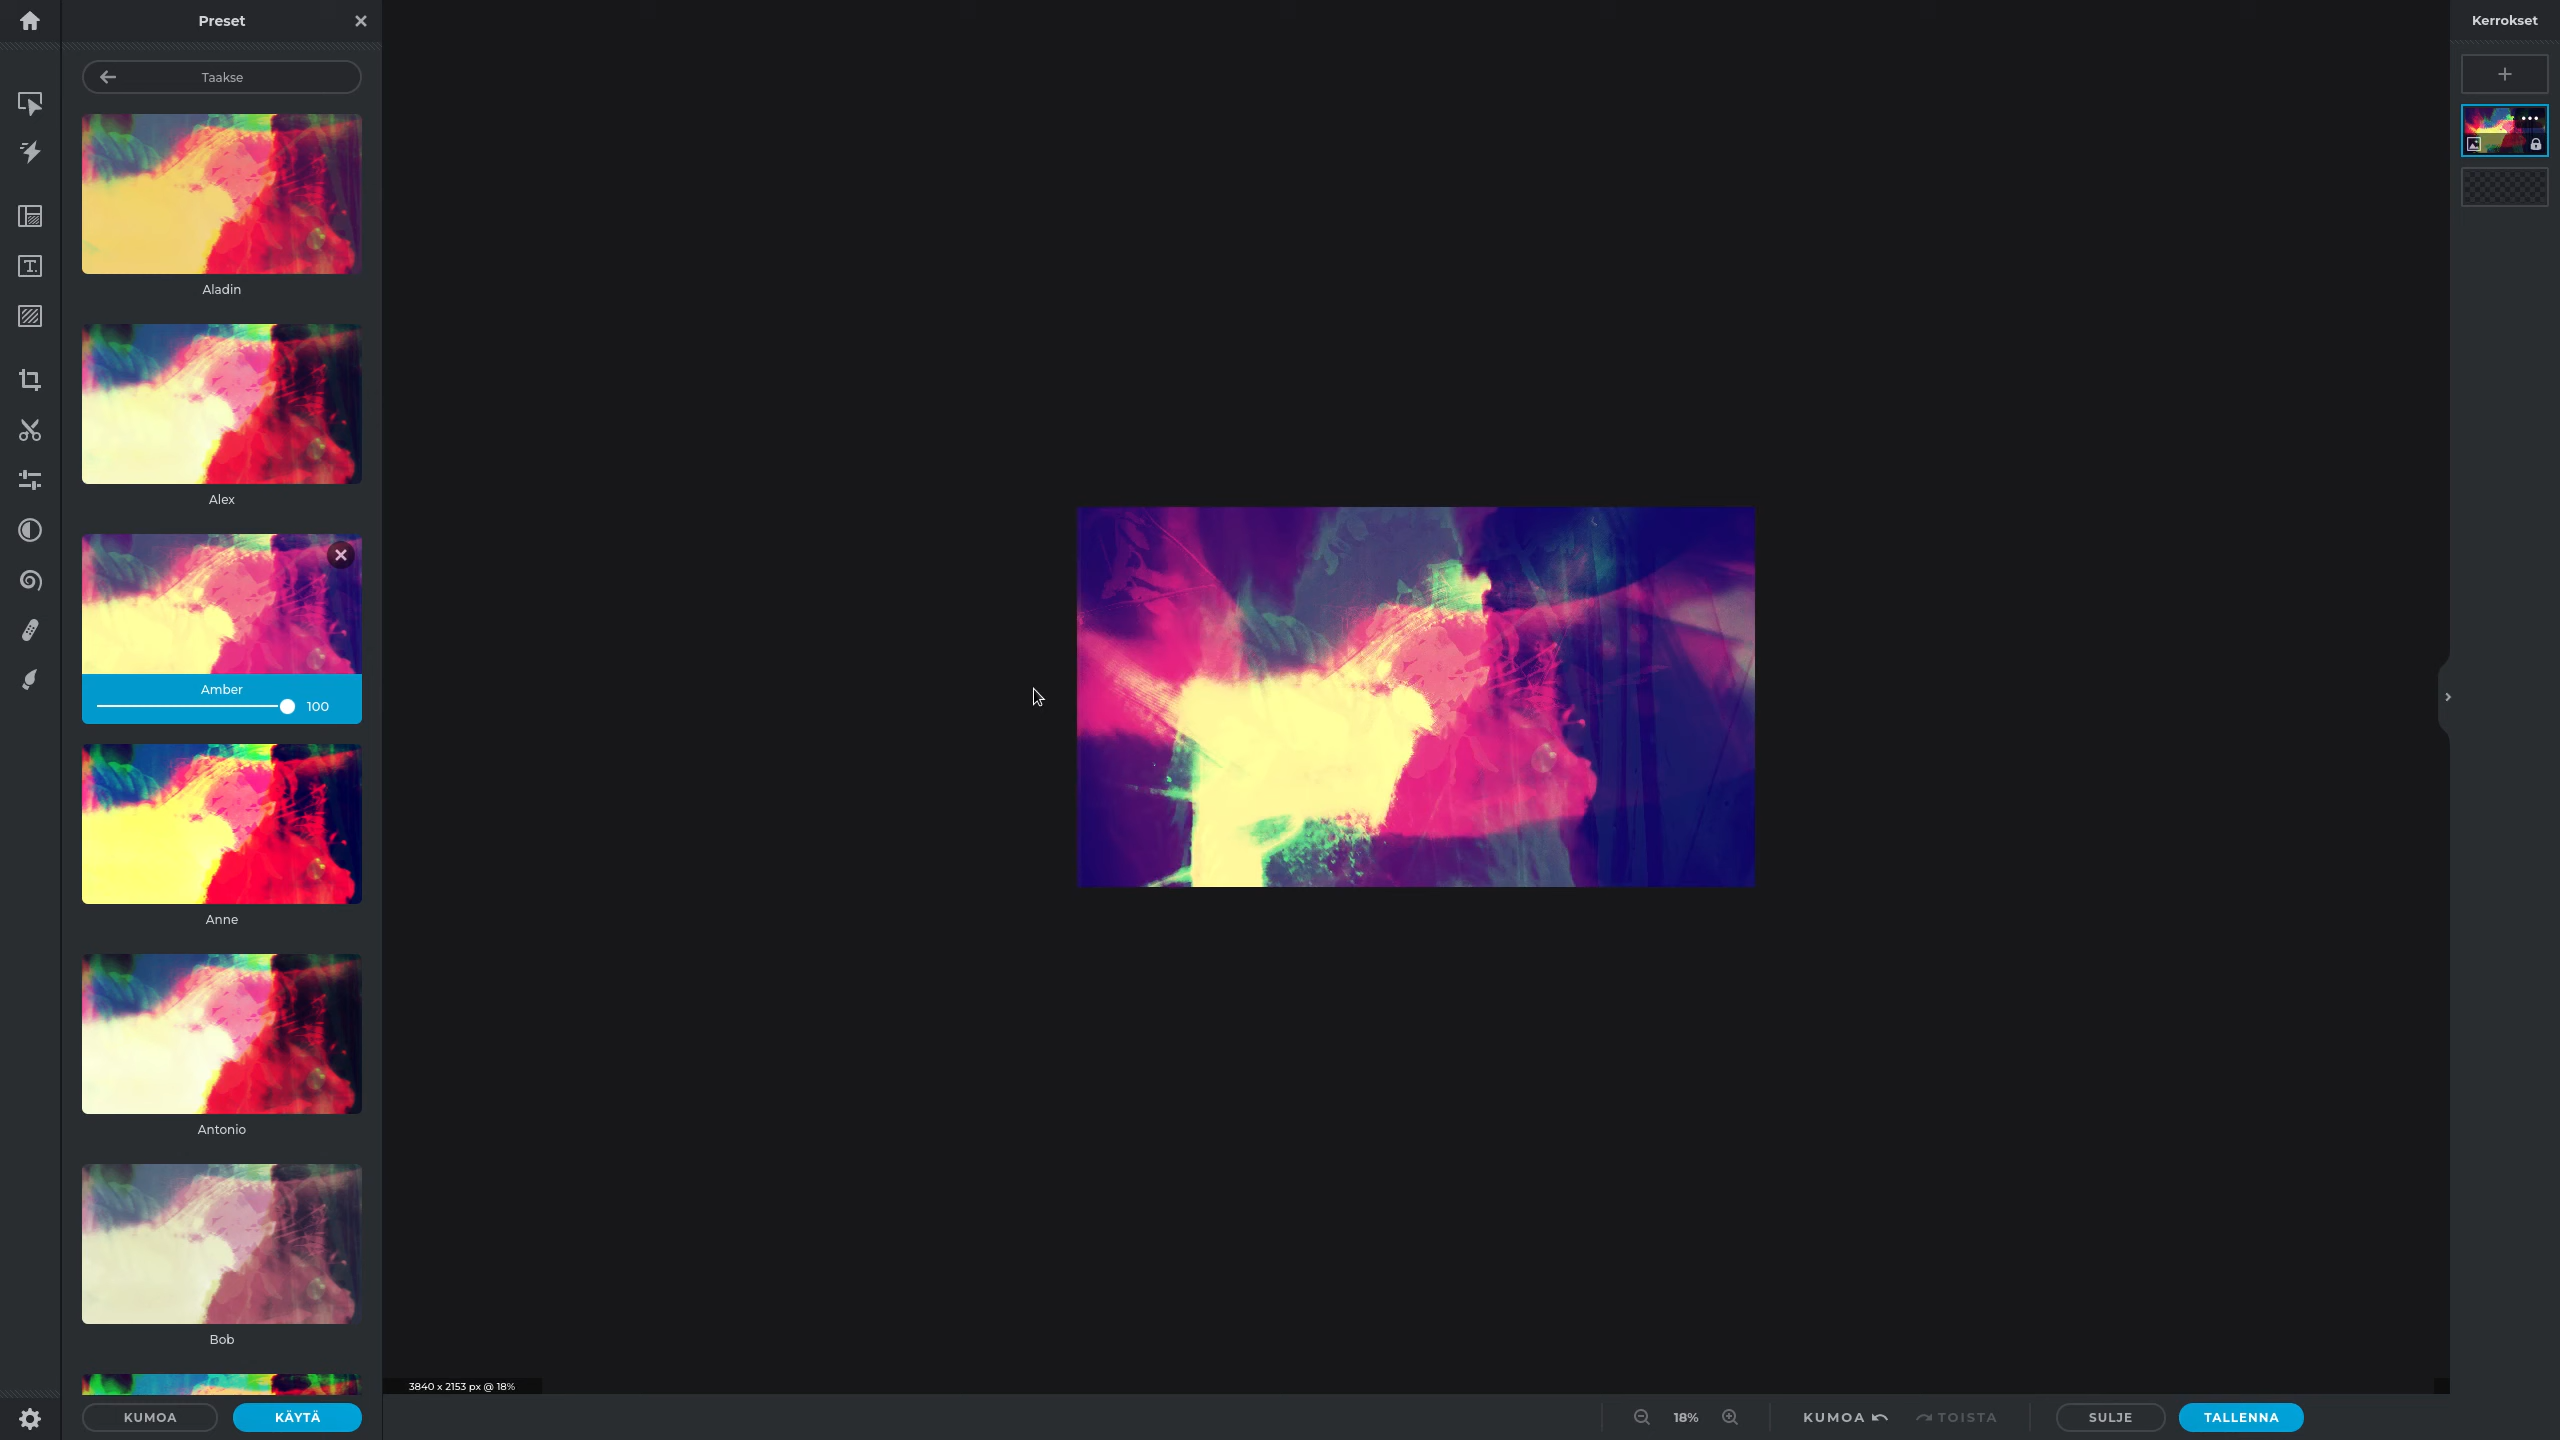 Preset
Taakse
Aladin
Alex
Amber
100
Anne
Antonio
Bob
KUMOA
KÄYTÄ
3840 x 2153 px @ 18%
18%
KUMOA
TOISTA
SULJE
TALLENNA
Kerrokset